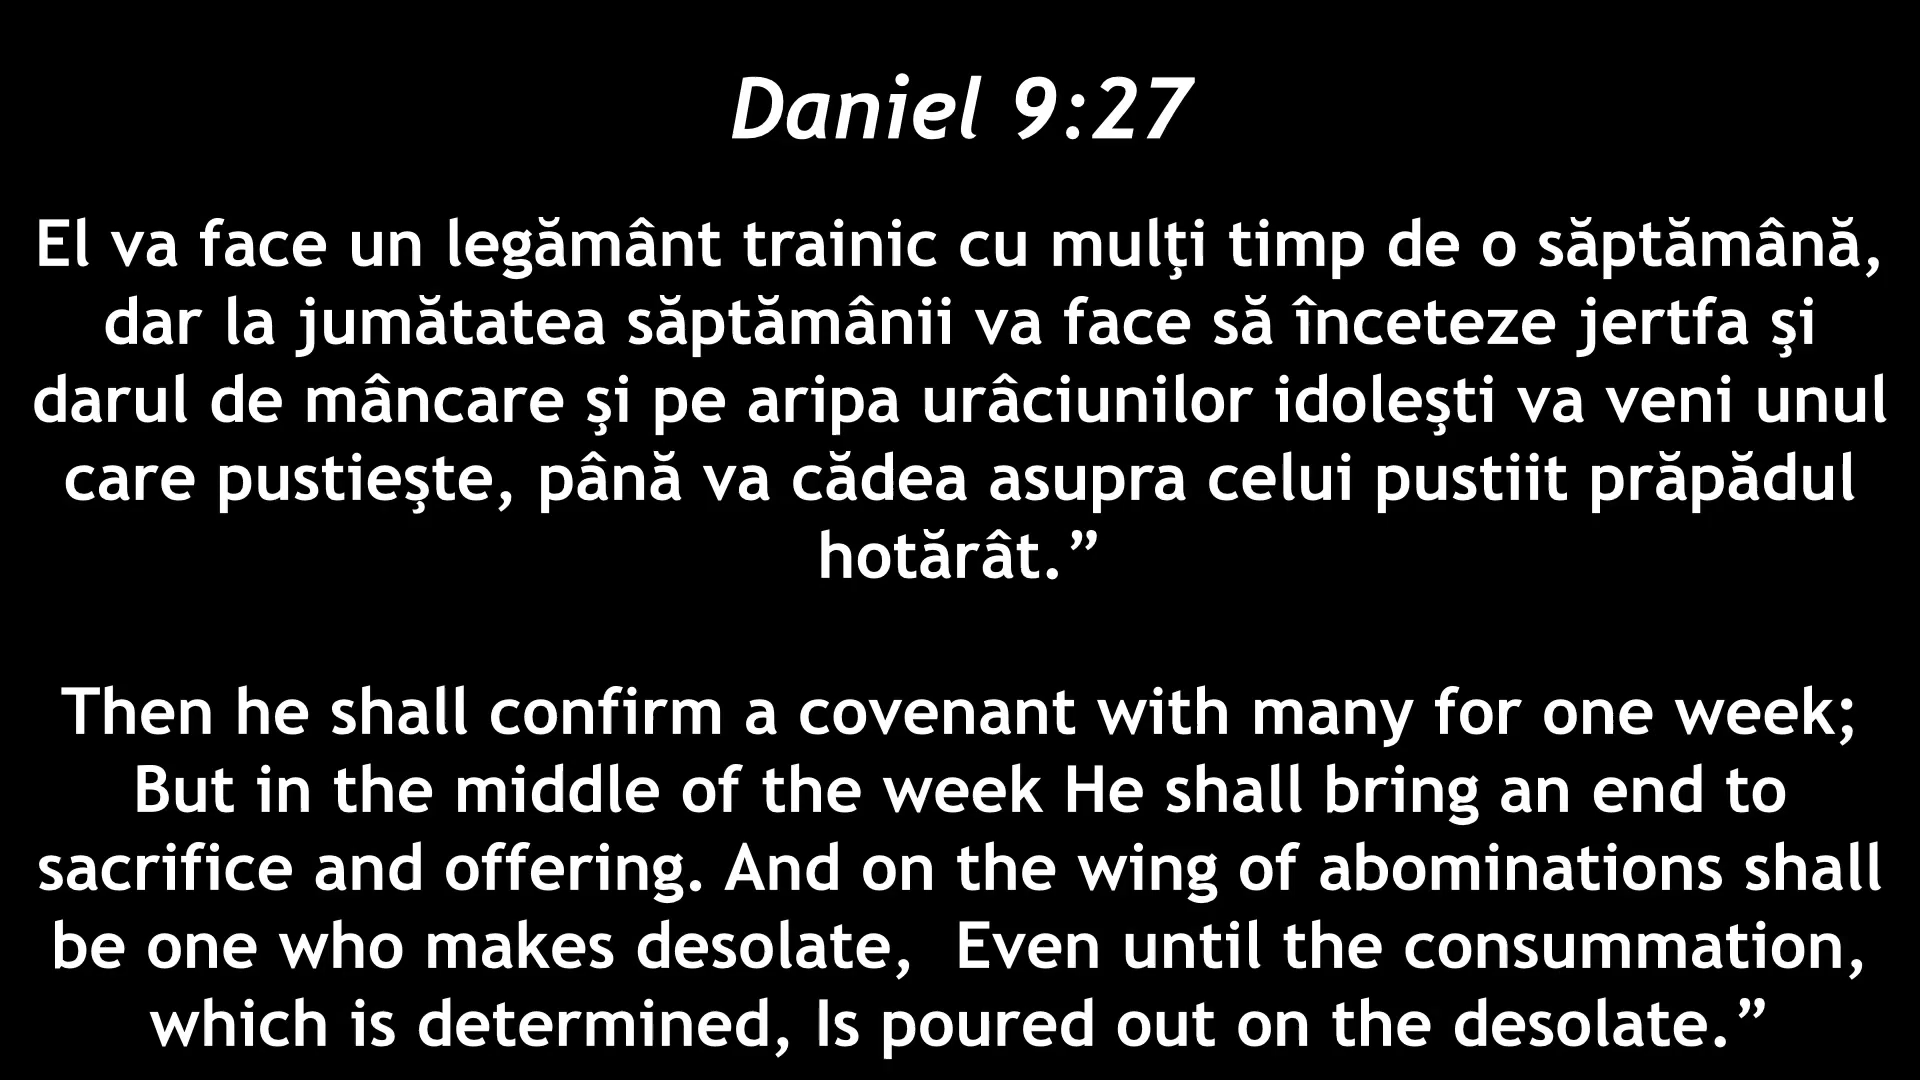 Daniel 9:27
El va face un legământ trainic cu mulţi timp de o săptămână,
dar la jumătatea săptămânii va face să înceteze jertfa şi
darul de mâncare şi pe aripa urâciunilor idoleşti va veni unul
care pustieşte, până va cădea asupra celui pustiit prăpădul
hotărât.”
Then he shall confirm a covenant with many for one week;
But in the middle of the week He shall bring an end to
sacrifice and offering. And on the wing of abominations shall
be one who makes desolate,  Even until the consummation,
which is determined, Is poured out on the desolate.”